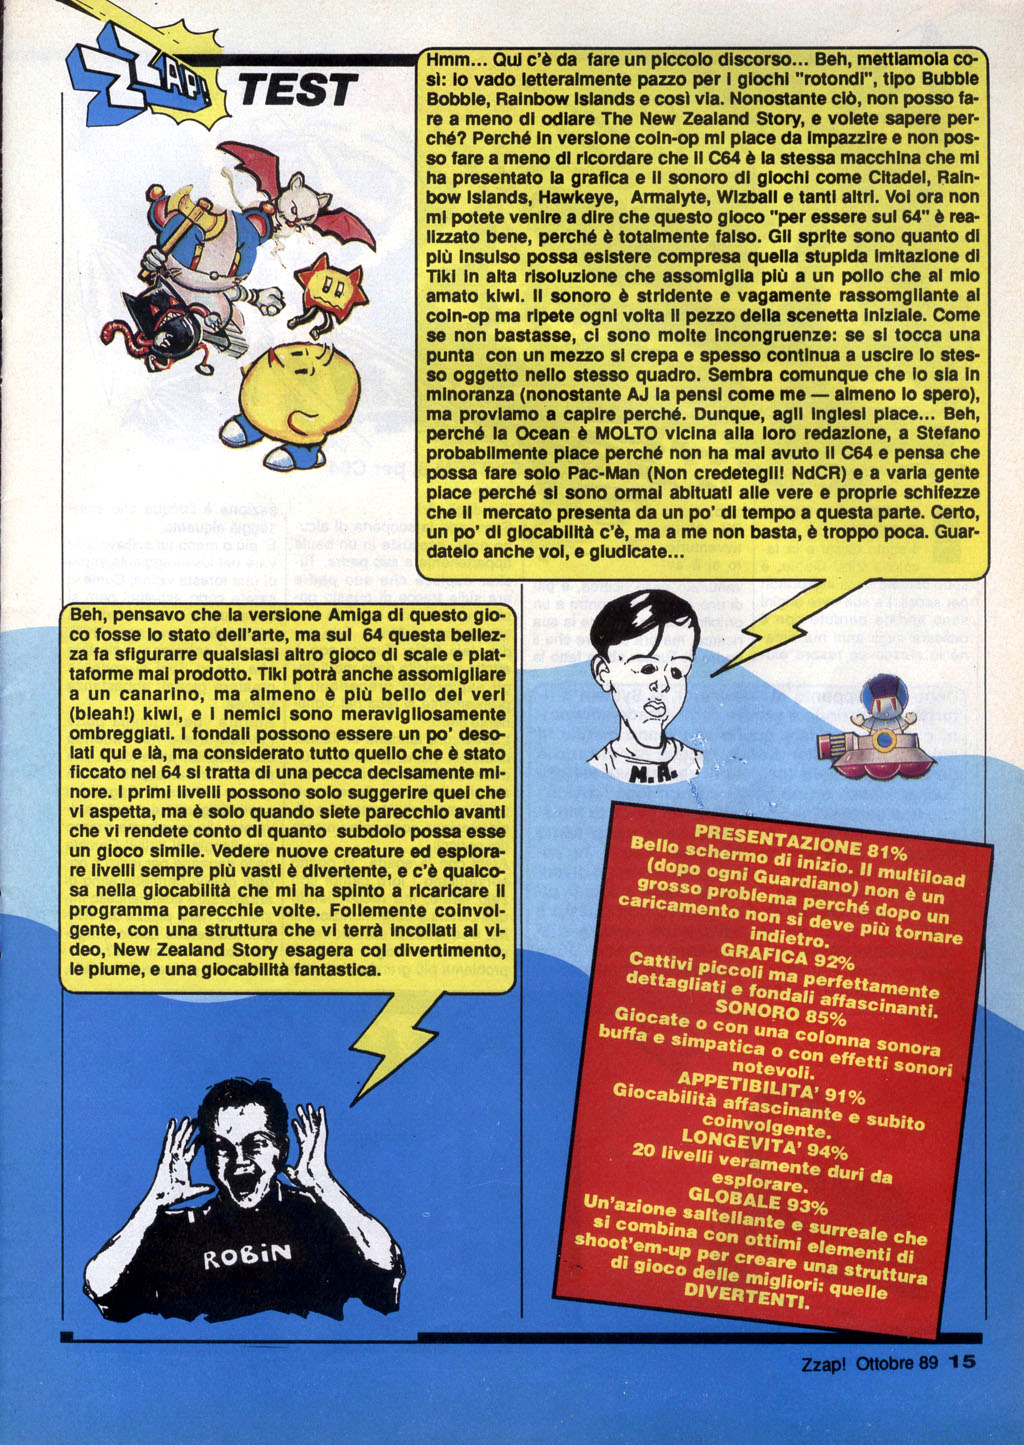 ZZAP!
TEST
Hmm... Qui c'è da fare un piccolo discorso... Beh, mettiamola co-
sì: io vado letteralmente pazzo per i giochi "rotondi", tipo Bubble
Bobble, Rainbow Islands e così via. Nonostante ciò, non posso fa-
re a meno di odiare The New Zealand Story, e volete sapere per-
ché? Perché in versione coin-op mi piace da impazzire e non pos-
so fare a meno di ricordare che il C64 è la stessa macchina che mi
ha presentato la grafica e il sonoro di giochi come Citadel, Rain-
bow Islands, Hawkeye, Armalyte, Wizball e tanti altri. Voi ora non
mi potete venire a dire che questo gioco "per essere sul 64" è rea-
lizzato bene, perché è totalmente falso. Gli sprite sono quanto di
più insulso possa esistere compresa quella stupida imitazione di
Tiki in alta risoluzione che assomiglia più a un pollo che al mio
amato kiwi. Il sonoro è stridente e vagamente rassomgliante al
coin-op ma ripete ogni volta il pezzo della scenetta iniziale. Come
se non bastasse, ci sono molte incongruenze: se si tocca una
punta con un mezzo si crepa e spesso continua a uscire lo stes-
so oggetto nello stesso quadro. Sembra comunque che io sia in
minoranza (nonostante AJ la pensi come me — almeno lo spero),
ma proviamo a capire perché. Dunque, agli inglesi piace... Beh,
perché la Ocean è MOLTO vicina alla loro redazione, a Stefano
probabilmente piace perché non ha mai avuto il C64 e pensa che
possa fare solo Pac-Man (Non credetegli! NdCR) e a varia gente
piace perché si sono ormai abituati alle vere e proprie schifezze
che il mercato presenta da un po' di tempo a questa parte. Certo,
un po' di giocabilità c'è, ma a me non basta, è troppo poca. Guar-
datelo anche voi, e giudicate...
M.A.
Beh, pensavo che la versione Amiga di questo gio-
co fosse lo stato dell'arte, ma sul 64 questa bellez-
za fa sfigurarre qualsiasi altro gioco di scale e piat-
taforme mai prodotto. Tiki potrà anche assomigliare
a un canarino, ma almeno è più bello dei veri
(bleah!) kiwi, e i nemici sono meravigliosamente
ombreggiati. I fondali possono essere un po' deso-
lati qui e là, ma considerato tutto quello che è stato
ficcato nel 64 si tratta di una pecca decisamente mi-
nore. I primi livelli possono solo suggerire quel che
vi aspetta, ma è solo quando siete parecchio avanti
che vi rendete conto di quanto subdolo possa esse
un gioco simile. Vedere nuove creature ed esplora-
re livelli sempre più vasti è divertente, e c'è qualco-
sa nella giocabilità che mi ha spinto a ricaricare il
programma parecchie volte. Follemente coinvol-
gente, con una struttura che vi terrà incollati al vi-
deo, New Zealand Story esagera col divertimento,
le piume, e una giocabilità fantastica.
ROBIN
PRESENTAZIONE 81%
Bello schermo di inizio. Il multiload
(dopo ogni Guardiano) non è un
grosso problema perché dopo un
caricamento non si deve più tornare
indietro.
GRAFICA 92%
Cattivi piccoli ma perfettamente
dettagliati e fondali affascinanti.
SONORO 85%
Giocate o con una colonna sonora
buffa e simpatica o con effetti sonori
notevoli.
APPETIBILITA' 91%
Giocabilità affascinante e subito
coinvolgente.
LONGEVITA' 94%
20 livelli veramente duri da
esplorare.
GLOBALE 93%
Un'azione saltellante e surreale che
si combina con ottimi elementi di
shoot'em-up per creare una struttura
di gioco delle migliori: quelle
DIVERTENTI.
Zzap! Ottobre 89 15